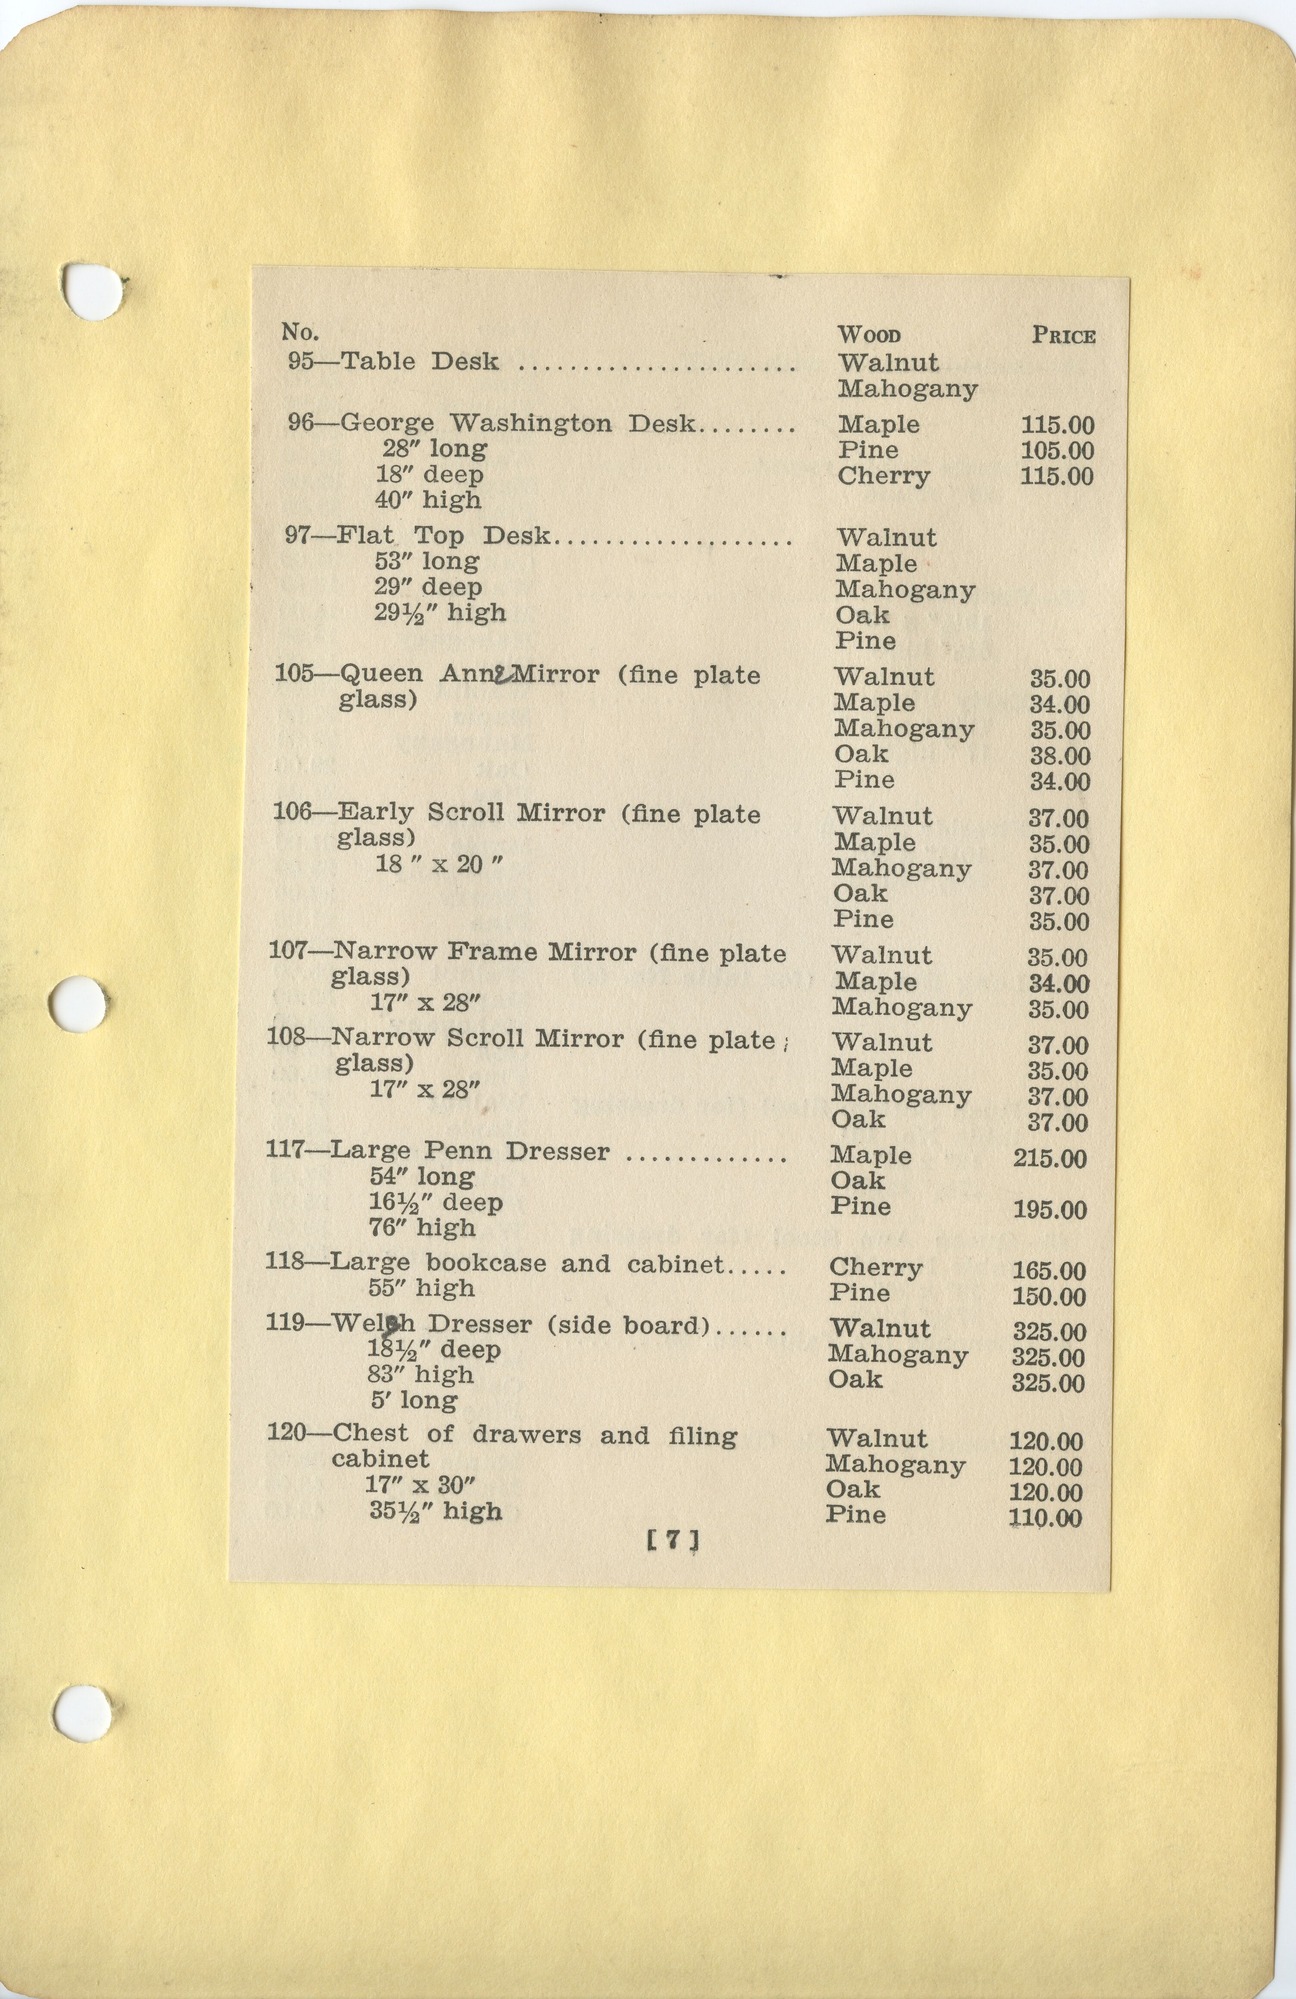 No. Wood Price
95—Table Desk ...................... Walnut
Mahogany
96—George Washington Desk........ Maple 115.00
28" long Pine 105.00
18" deep Cherry 115.00
40" high
97—Flat Top Desk................... Walnut
53" long Maple
29" deep Mahogany
29½" high Oak
Pine
105—Queen Anne Mirror (fine plate Walnut 35.00
glass) Maple 34.00
Mahogany 35.00
Oak 38.00
Pine 34.00
106—Early Scroll Mirror (fine plate Walnut 37.00
glass) Maple 35.00
18 " x 20 " Mahogany 37.00
Oak 37.00
Pine 35.00
107—Narrow Frame Mirror (fine plate Walnut 35.00
glass) Maple 34.00
17" x 28" Mahogany 35.00
108—Narrow Scroll Mirror (fine plate Walnut 37.00
glass) Maple 35.00
17" x 28" Mahogany 37.00
Oak 37.00
117—Large Penn Dresser ............. Maple 215.00
54" long Oak
16½" deep Pine 195.00
76" high
118—Large bookcase and cabinet..... Cherry 165.00
55" high Pine 150.00
119—Welsh Dresser (side board)...... Walnut 325.00
18½" deep Mahogany 325.00
83" high Oak 325.00
5' long
120—Chest of drawers and filing Walnut 120.00
cabinet Mahogany 120.00
17" x 30" Oak 120.00
35½" high Pine 110.00
[ 7 ]